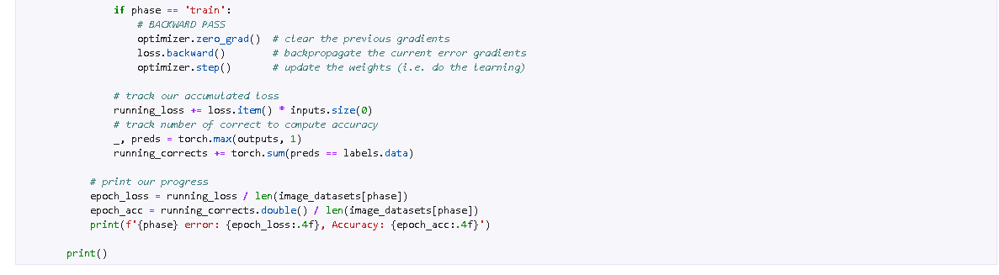 if phase == 'train':
# BACKWARD PASS
optimizer.zero_grad()  # clear the previous gradients
loss.backward()        # backpropagate the current error gradients
optimizer.step()       # update the weights (i.e. do the learning)
# track our accumulated loss
running_loss += loss.item() * inputs.size(0)
# track number of correct to compute accuracy
_, preds = torch.max(outputs, 1)
running_corrects += torch.sum(preds == labels.data)
# print our progress
epoch_loss = running_loss / len(image_datasets[phase])
epoch_acc = running_corrects.double() / len(image_datasets[phase])
print(f'{phase} error: {epoch_loss:.4f}, Accuracy: {epoch_acc:.4f}')
print()